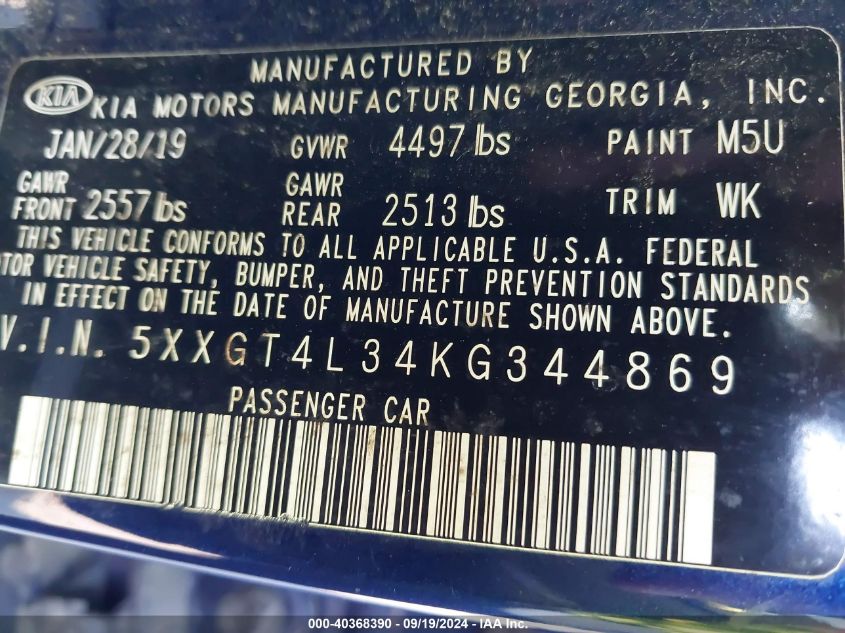 MANUFACTURED BY
KIA KIA MOTORS MANUFACTURING GEORGIA, INC.
JAN/28/19 GVWR 4497 lbs PAINT M5U
GAWR FRONT 2557 lbs GAWR REAR 2513 lbs TRIM WK
THIS VEHICLE CONFORMS TO ALL APPLICABLE U.S.A. FEDERAL
OTOR VEHICLE SAFETY, BUMPER, AND THEFT PREVENTION STANDARDS
IN EFFECT ON THE DATE OF MANUFACTURE SHOWN ABOVE.
V.I.N. 5XXGT4L34KG344869
PASSENGER CAR
000-40368390 - 09/19/2024 - IAA Inc.